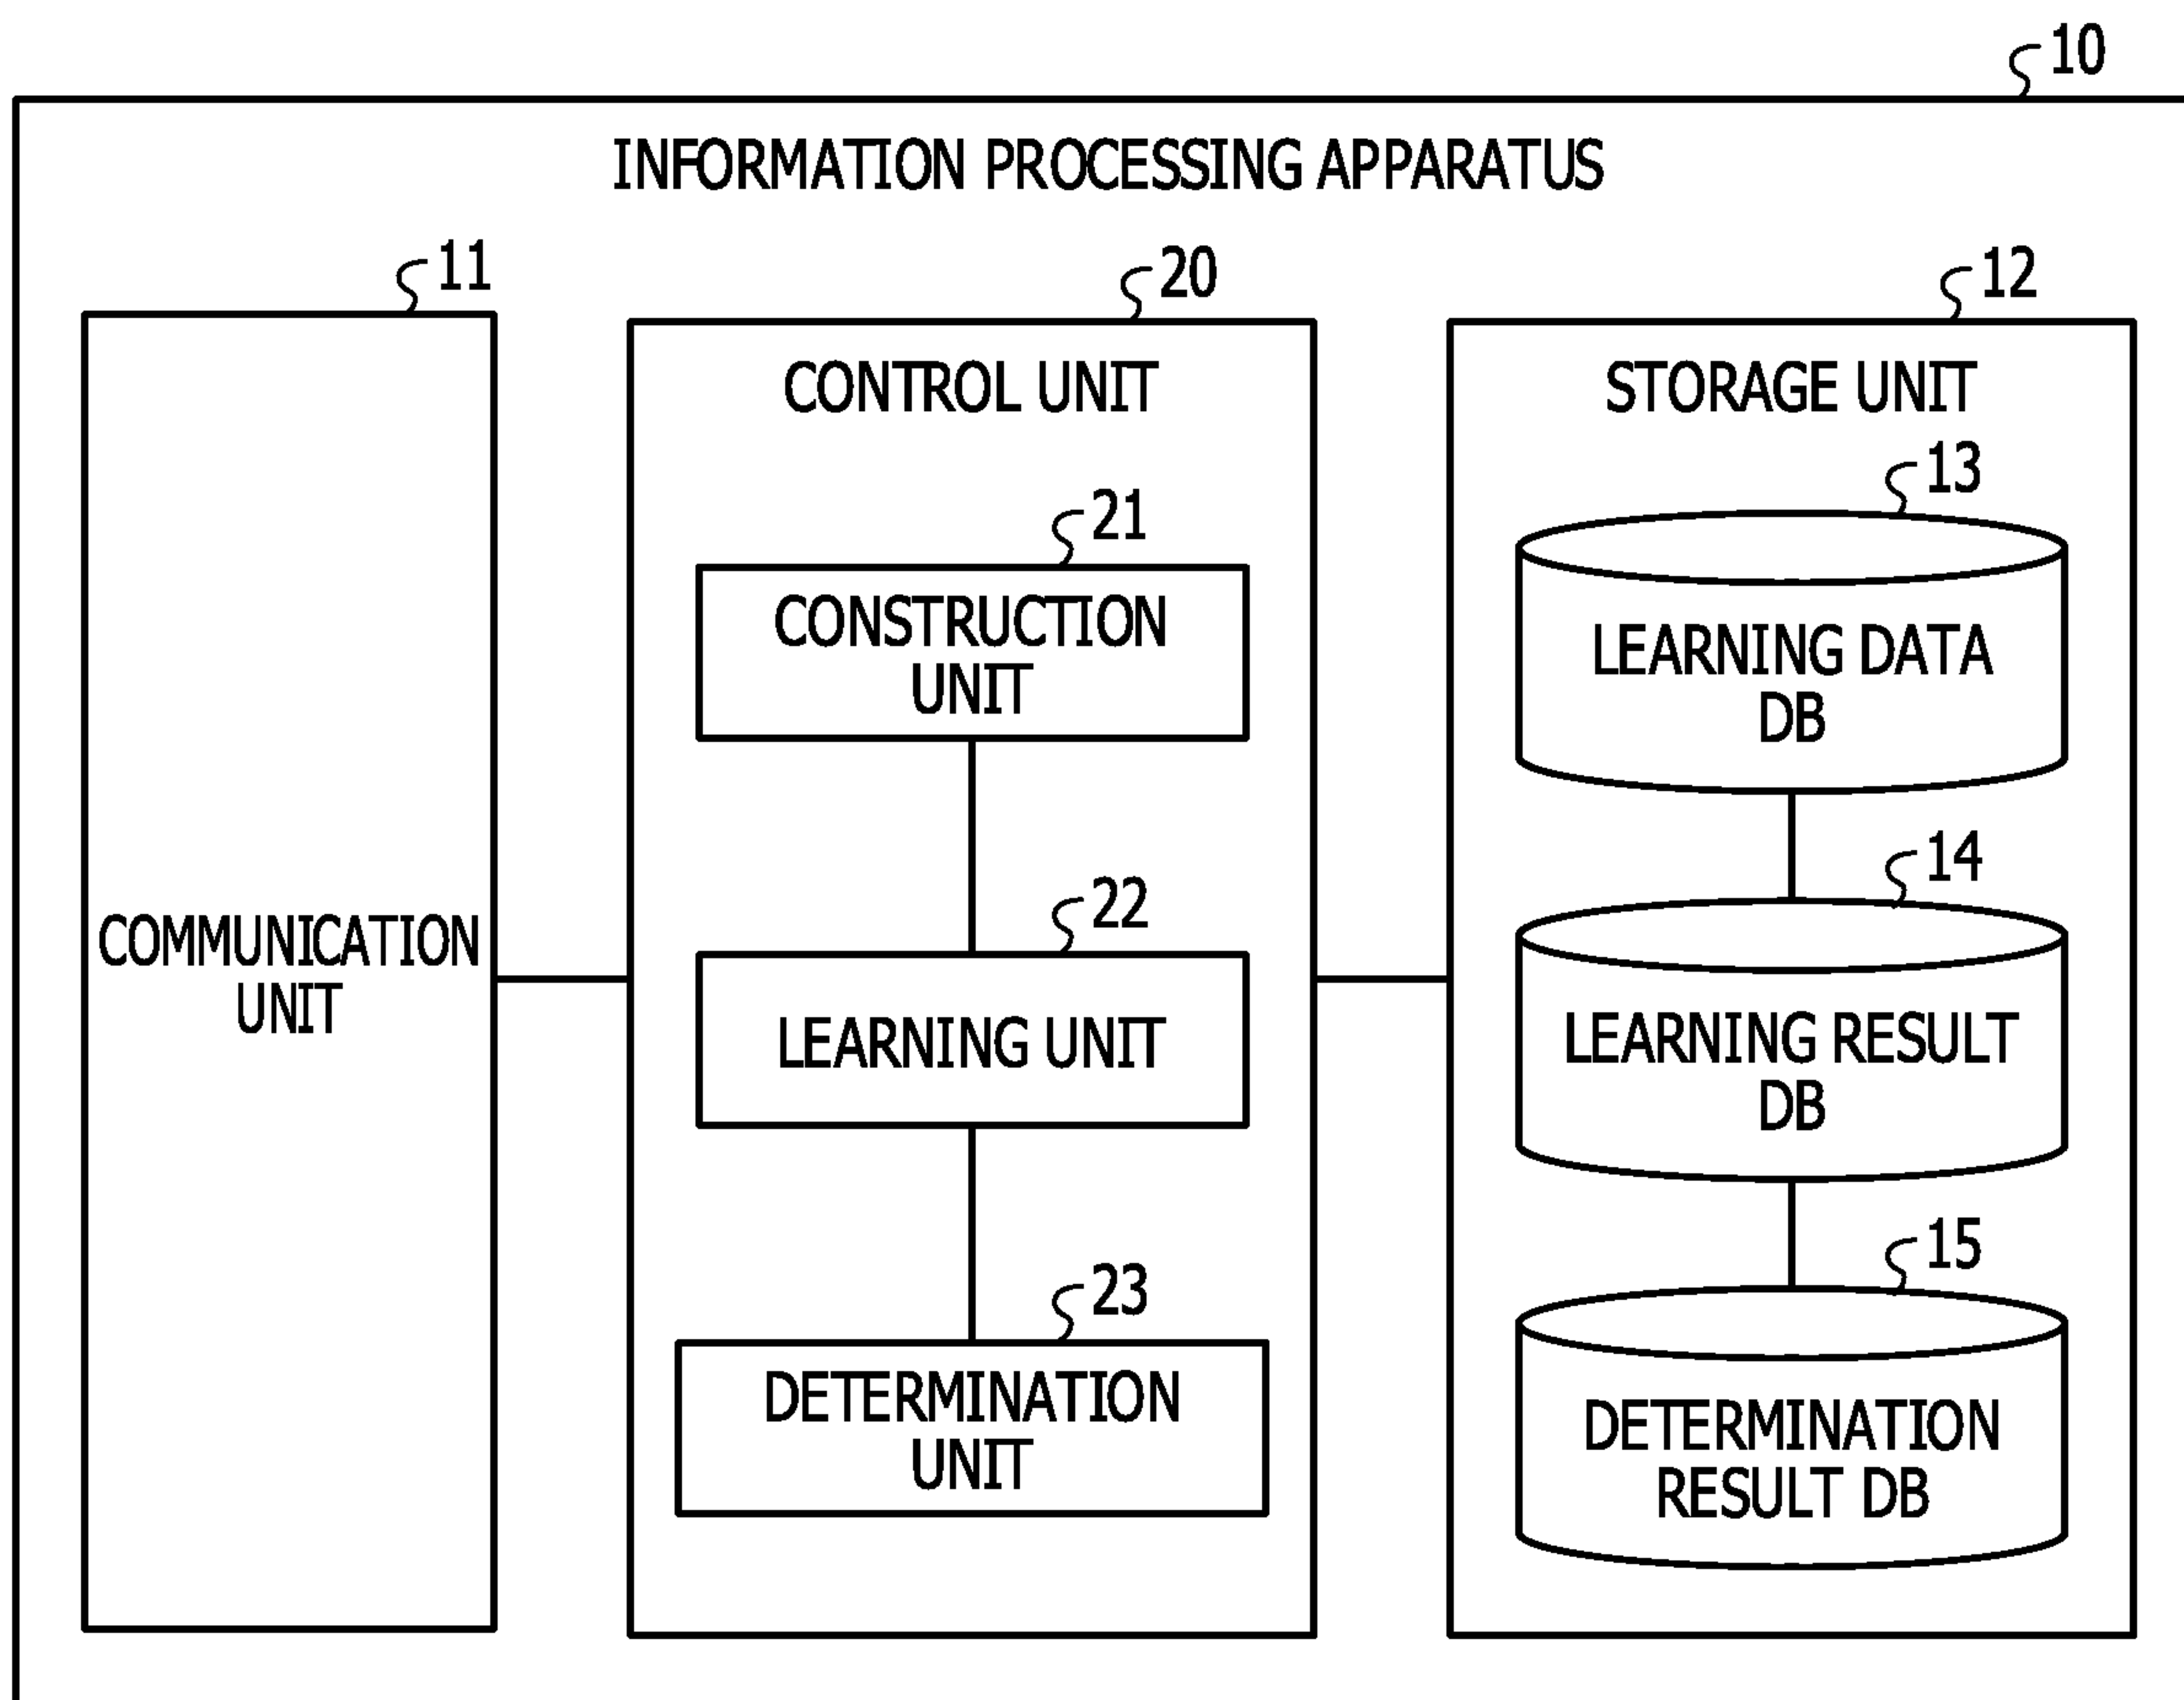 10
INFORMATION PROCESSING APPARATUS
11
COMMUNICATION
UNIT
20
CONTROL UNIT
21
CONSTRUCTION
UNIT
22
LEARNING UNIT
23
DETERMINATION
UNIT
12
STORAGE UNIT
13
LEARNING DATA
DB
14
LEARNING RESULT
DB
15
DETERMINATION
RESULT DB